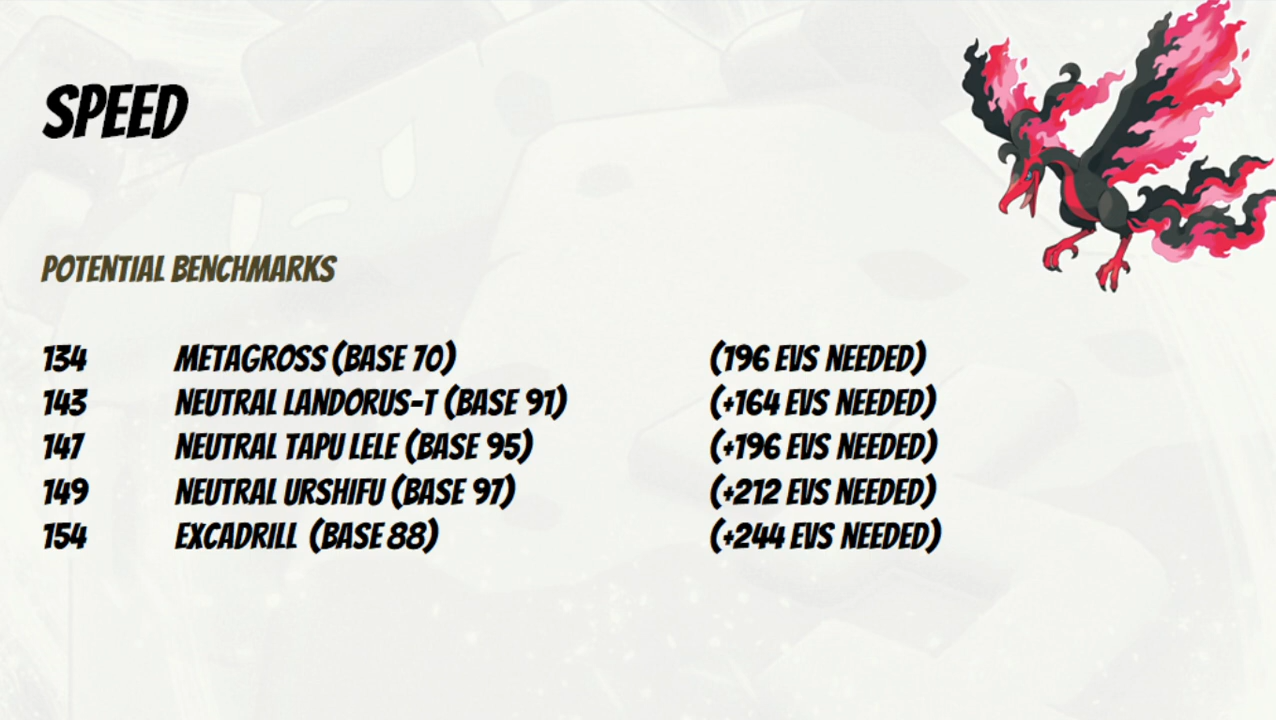 SPEED
POTENTIAL BENCHMARKS
134 METAGROSS (BASE 70) (196 EVS NEEDED)
143 NEUTRAL LANDORUS-T (BASE 91) (+164 EVS NEEDED)
147 NEUTRAL TAPU LELE (BASE 95) (+196 EVS NEEDED)
149 NEUTRAL URSHIFU (BASE 97) (+212 EVS NEEDED)
154 EXCADRILL (BASE 88) (+244 EVS NEEDED)